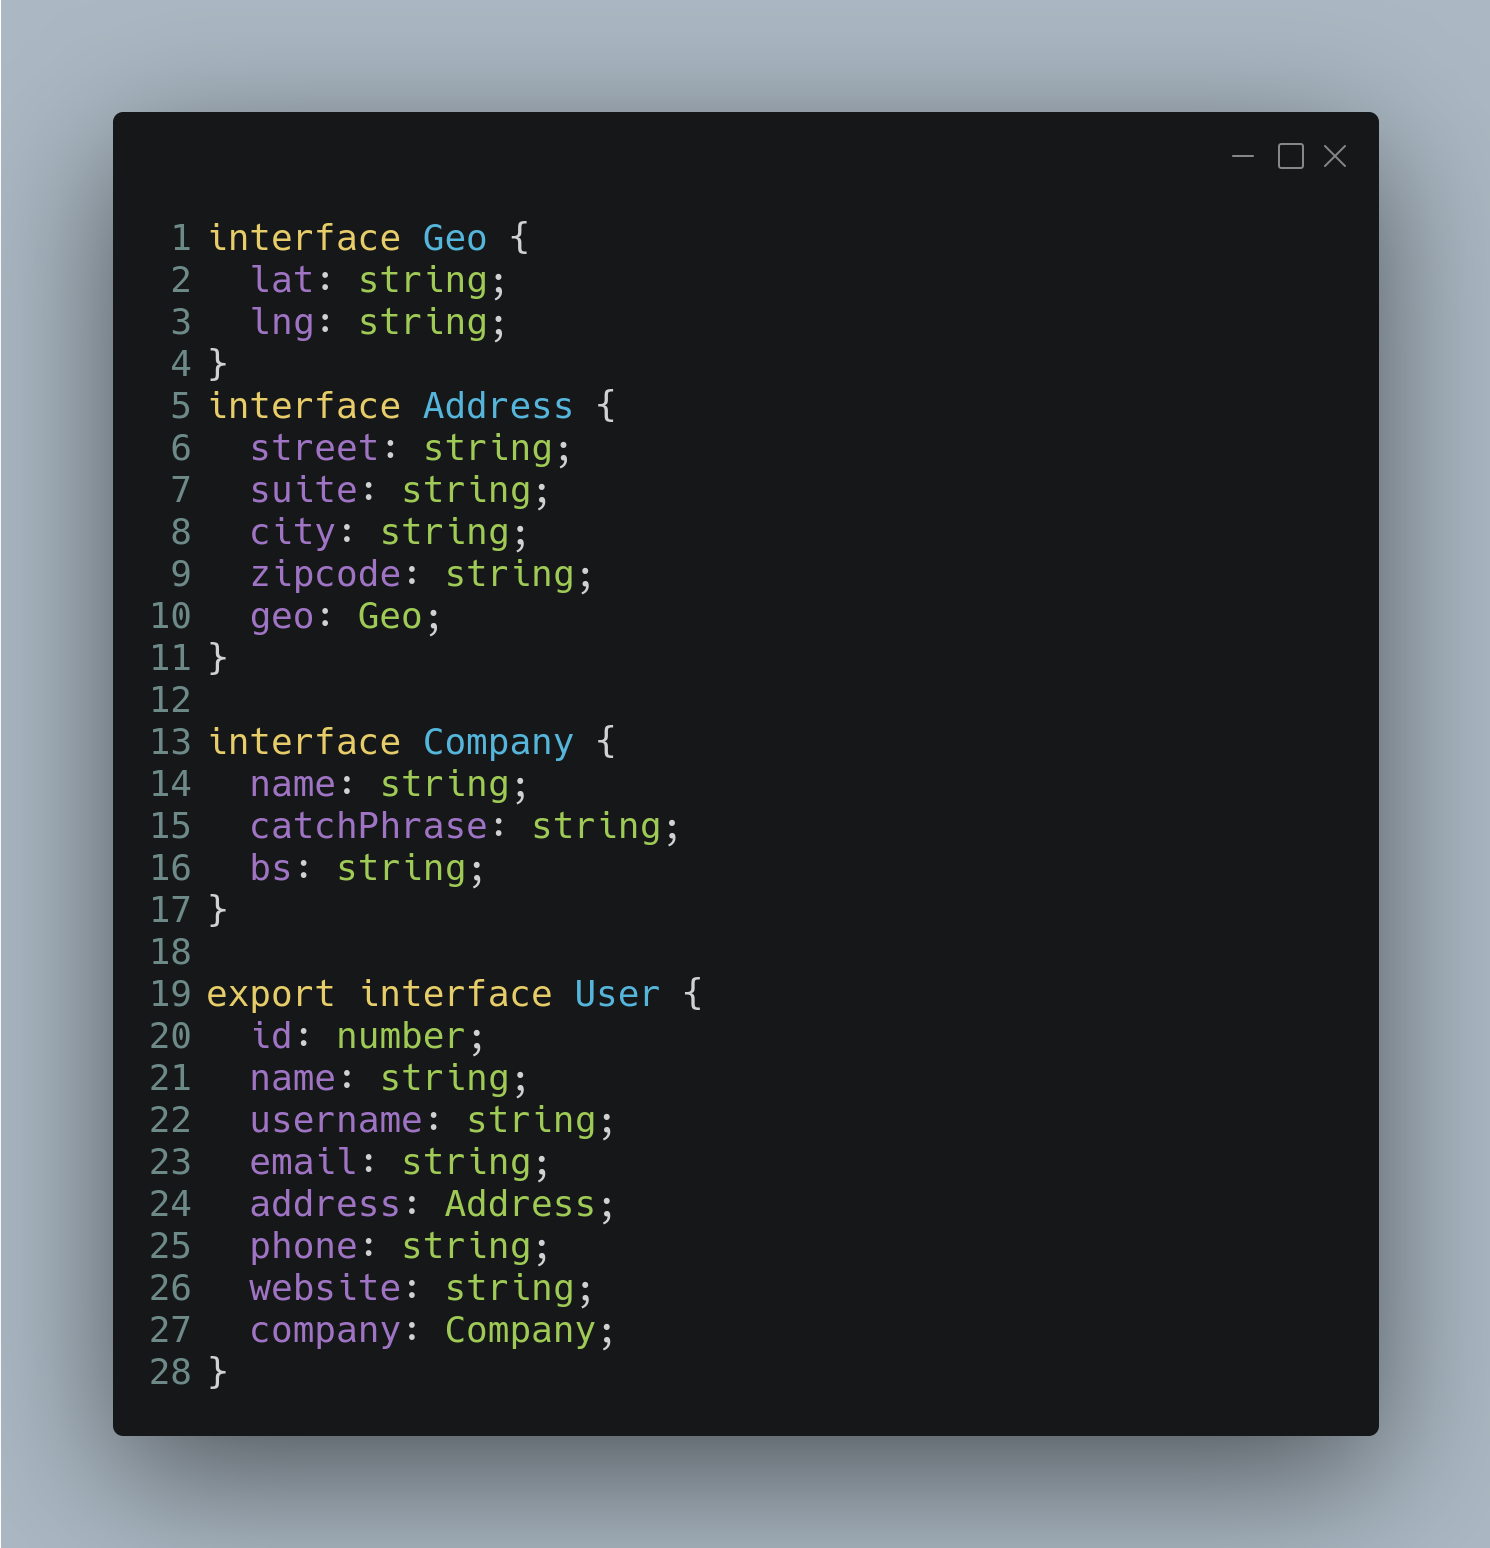 1 interface Geo {
2   lat: string;
3   lng: string;
4 }
5 interface Address {
6   street: string;
7   suite: string;
8   city: string;
9   zipcode: string;
10   geo: Geo;
11 }
12
13 interface Company {
14   name: string;
15   catchPhrase: string;
16   bs: string;
17 }
18
19 export interface User {
20   id: number;
21   name: string;
22   username: string;
23   email: string;
24   address: Address;
25   phone: string;
26   website: string;
27   company: Company;
28 }